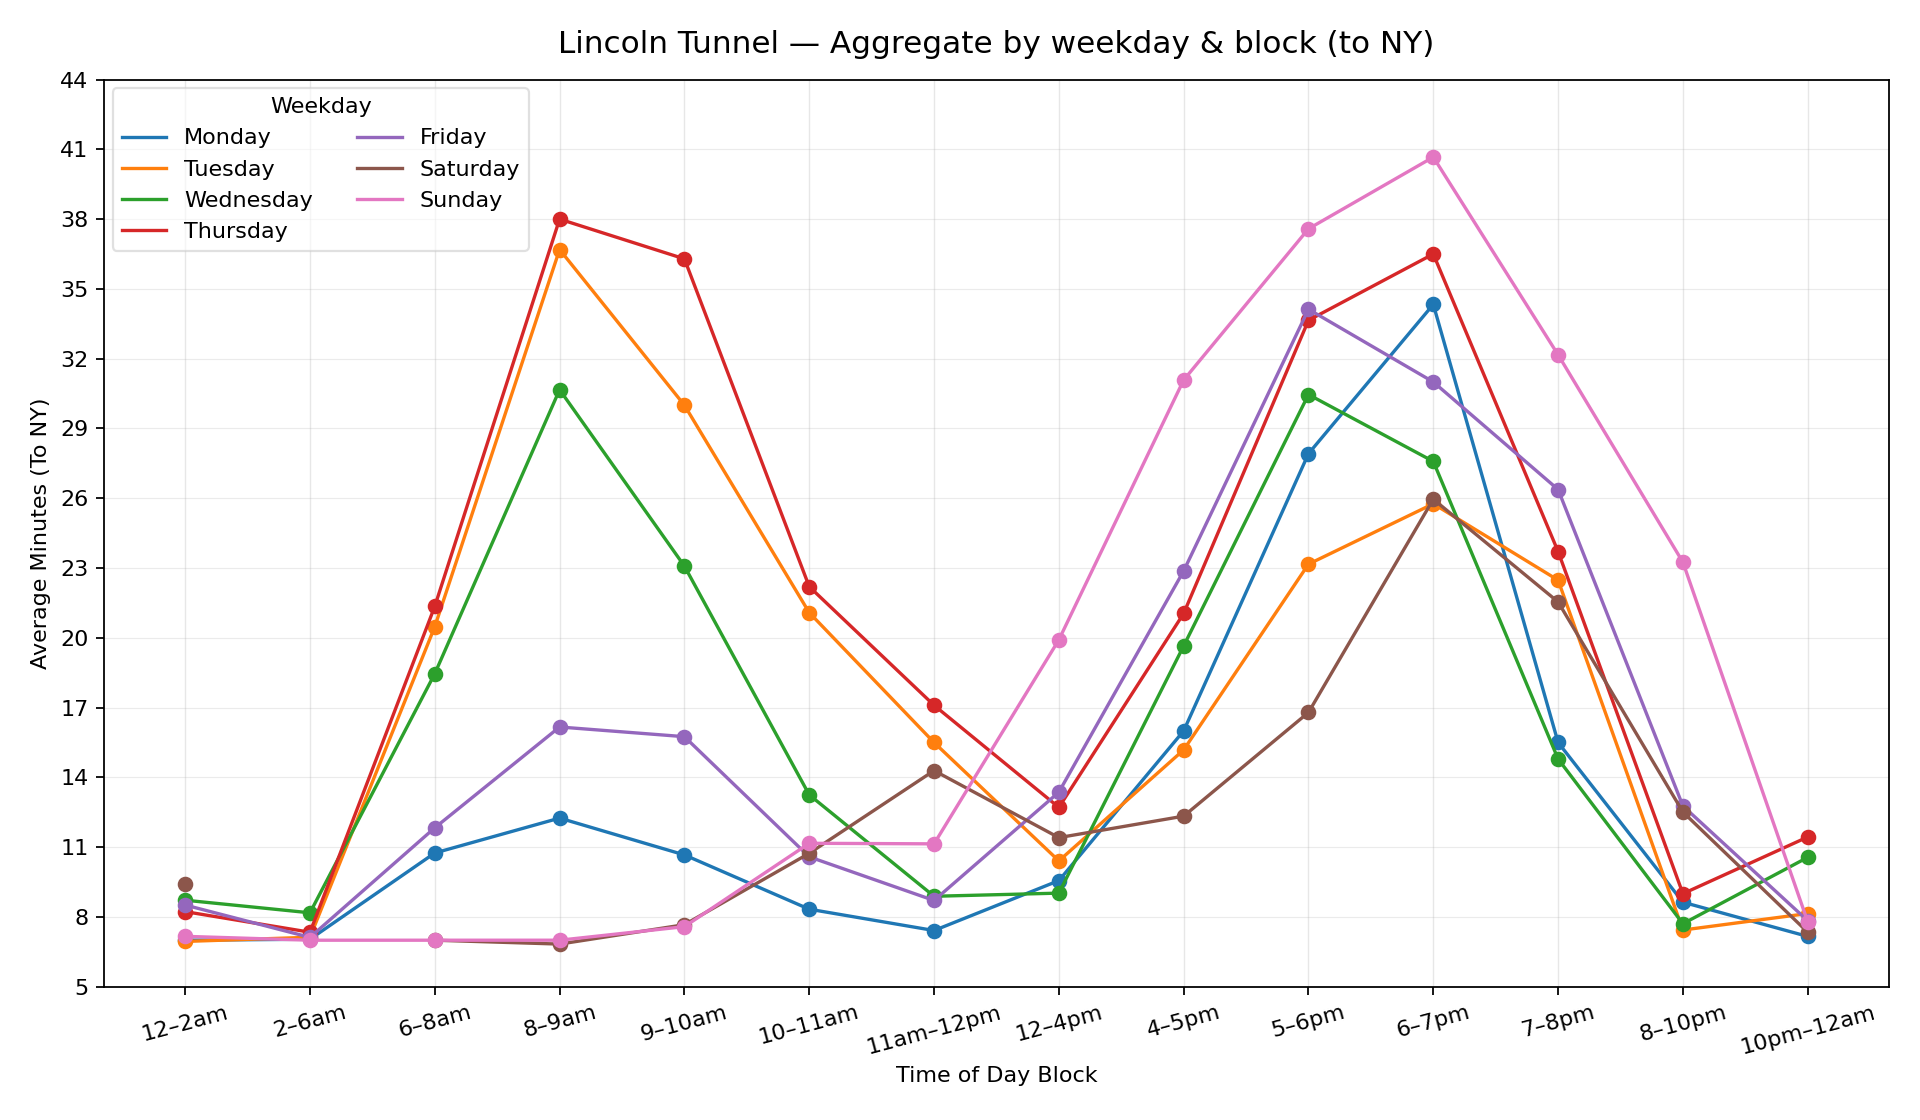 Lincoln Tunnel — Aggregate by weekday & block (to NY)
Weekday
Monday
Tuesday
Wednesday
Thursday
Friday
Saturday
Sunday
Average Minutes (To NY)
44
41
38
35
32
29
26
23
20
17
14
11
8
5
12–2am
2–6am
6–8am
8–9am
9–10am
10–11am
11am–12pm
12–4pm
4–5pm
5–6pm
6–7pm
7–8pm
8–10pm
10pm–12am
Time of Day Block